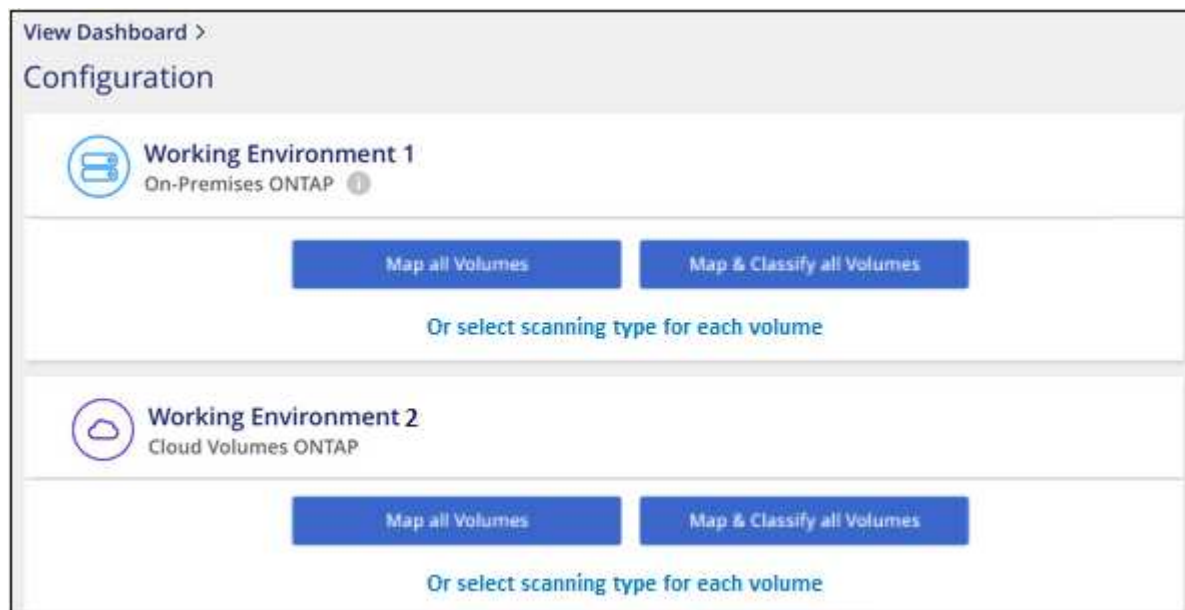 View Dashboard >
Configuration
Working Environment 1
On-Premises ONTAP i
Map all Volumes Map & Classify all Volumes
Or select scanning type for each volume
Working Environment 2
Cloud Volumes ONTAP
Map all Volumes Map & Classify all Volumes
Or select scanning type for each volume